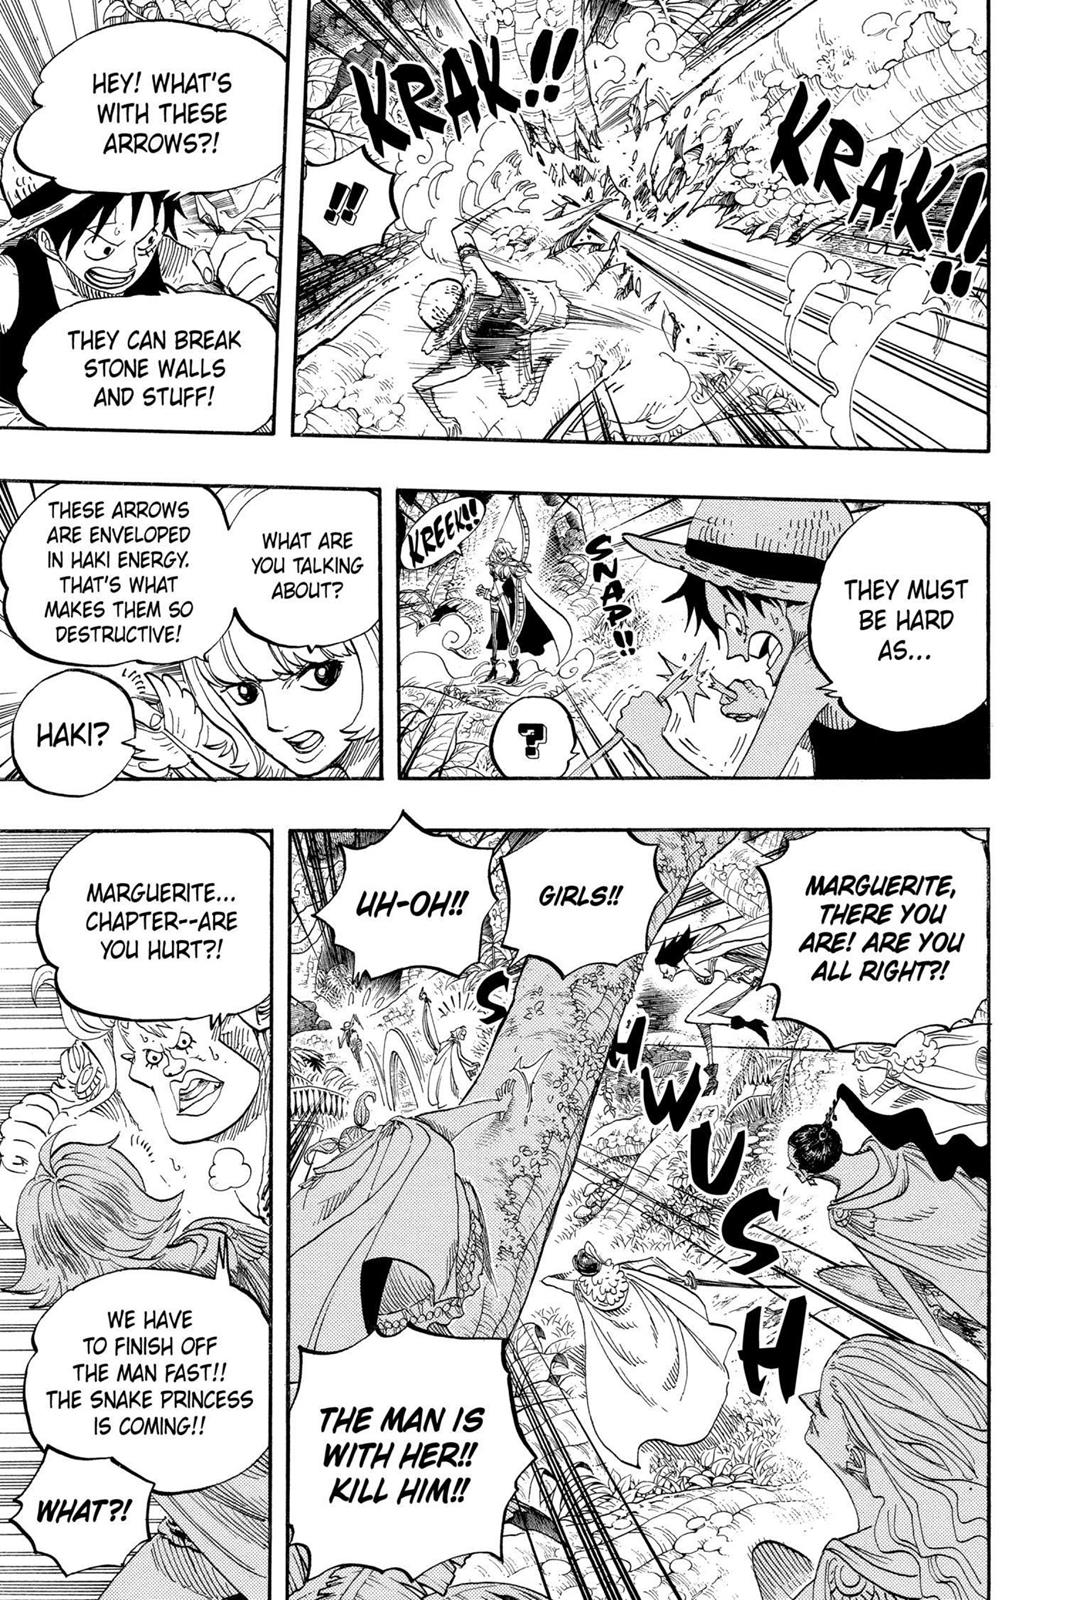 KRAK!!
KRAK!!
!!
HEY! WHAT'S
WITH THESE
ARROWS?!
THEY CAN BREAK
STONE WALLS
AND STUFF!
THEY MUST
BE HARD
AS...
SNAP!!
KREEK!!
?
WHAT ARE
YOU TALKING
ABOUT?
THESE ARROWS
ARE ENVELOPED
IN HAKI ENERGY.
THAT'S WHAT
MAKES THEM SO
DESTRUCTIVE!
HAKI?
MARGUERITE,
THERE YOU
ARE! ARE YOU
ALL RIGHT?!
GIRLS!!
UH-OH!!
SHWUSH
THE MAN IS
WITH HER!!
KILL HIM!!
MARGUERITE...
CHAPTER--ARE
YOU HURT?!
WE HAVE
TO FINISH OFF
THE MAN FAST!!
THE SNAKE PRINCESS
IS COMING!!
WHAT?!